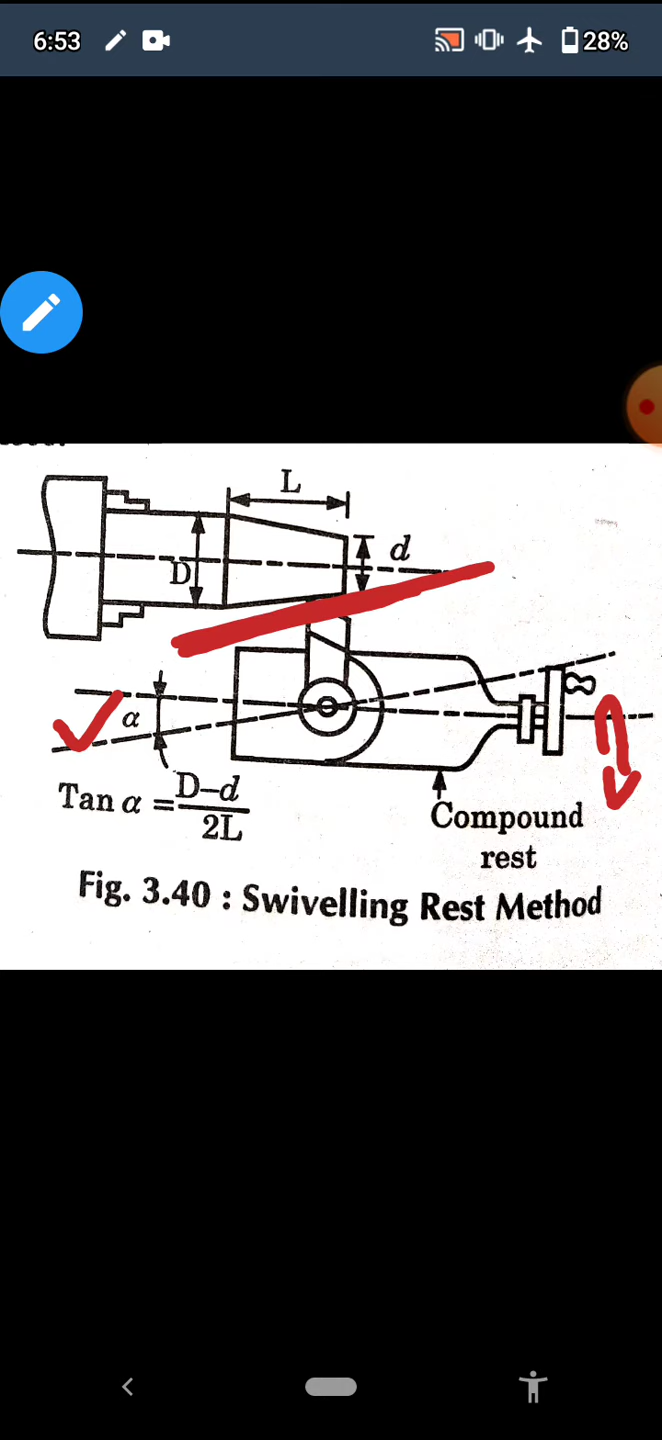 6:53
28%
L
d
D
α
Tan α = D–d
2L
Compound
rest
Fig. 3.40 : Swivelling Rest Method